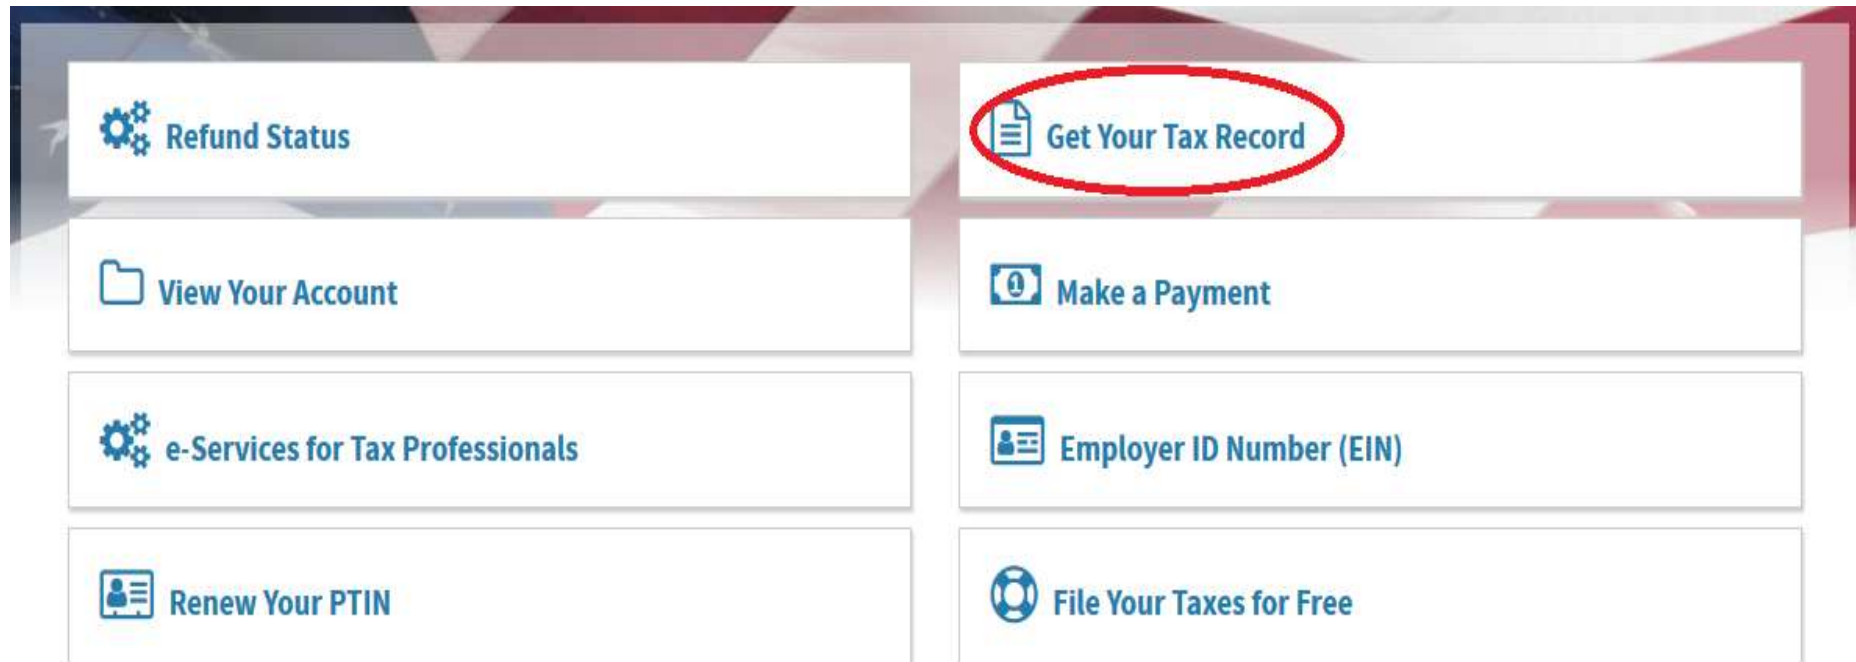 Refund Status
Get Your Tax Record
View Your Account
Make a Payment
e-Services for Tax Professionals
Employer ID Number (EIN)
Renew Your PTIN
File Your Taxes for Free